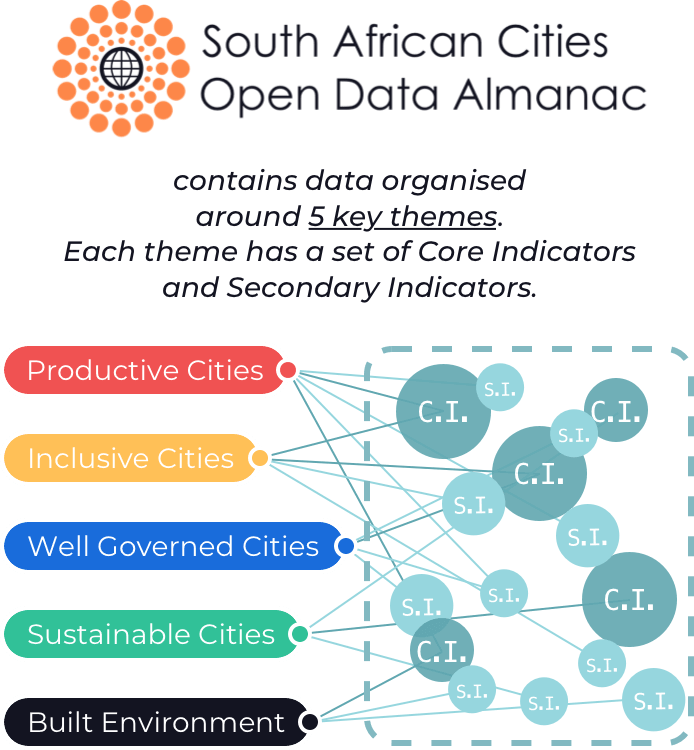 South African Cities
Open Data Almanac
contains data organised
around 5 key themes.
Each theme has a set of Core Indicators
and Secondary Indicators.
Productive Cities
Inclusive Cities
Well Governed Cities
Sustainable Cities
Built Environment
S.I.
C.I.
C.I.
S.I.
C.I.
S.I.
S.I.
S.I.
C.I.
S.I.
C.I.
S.I.
S.I.
S.I.
S.I.